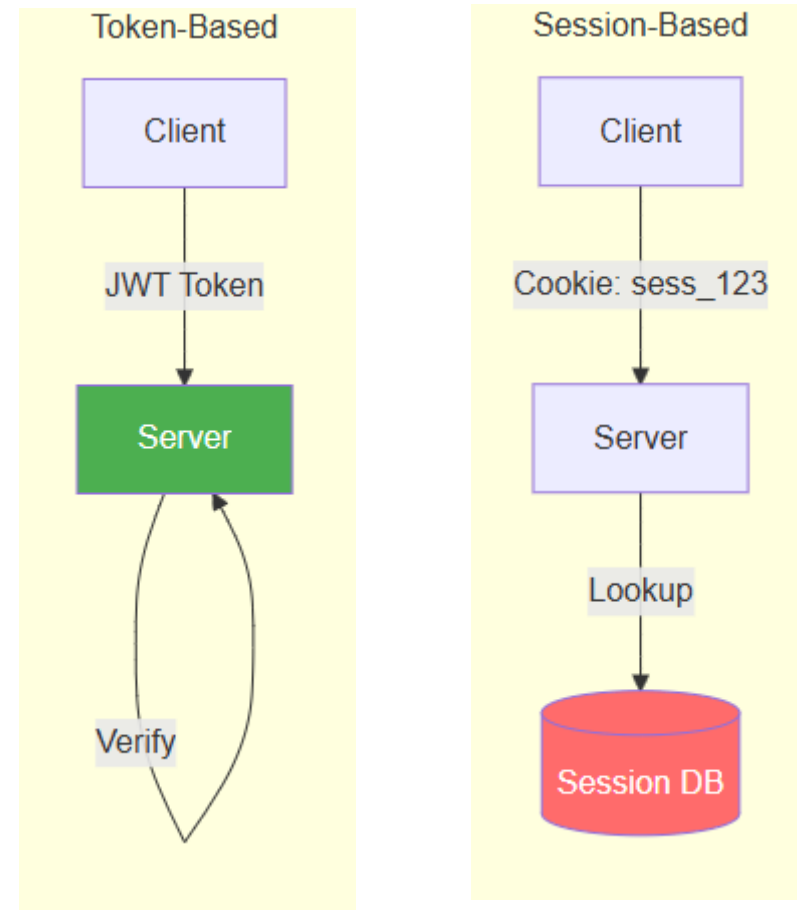 Token-Based
Client
JWT Token
Server
Verify
Session-Based
Client
Cookie: sess_123
Server
Lookup
Session DB